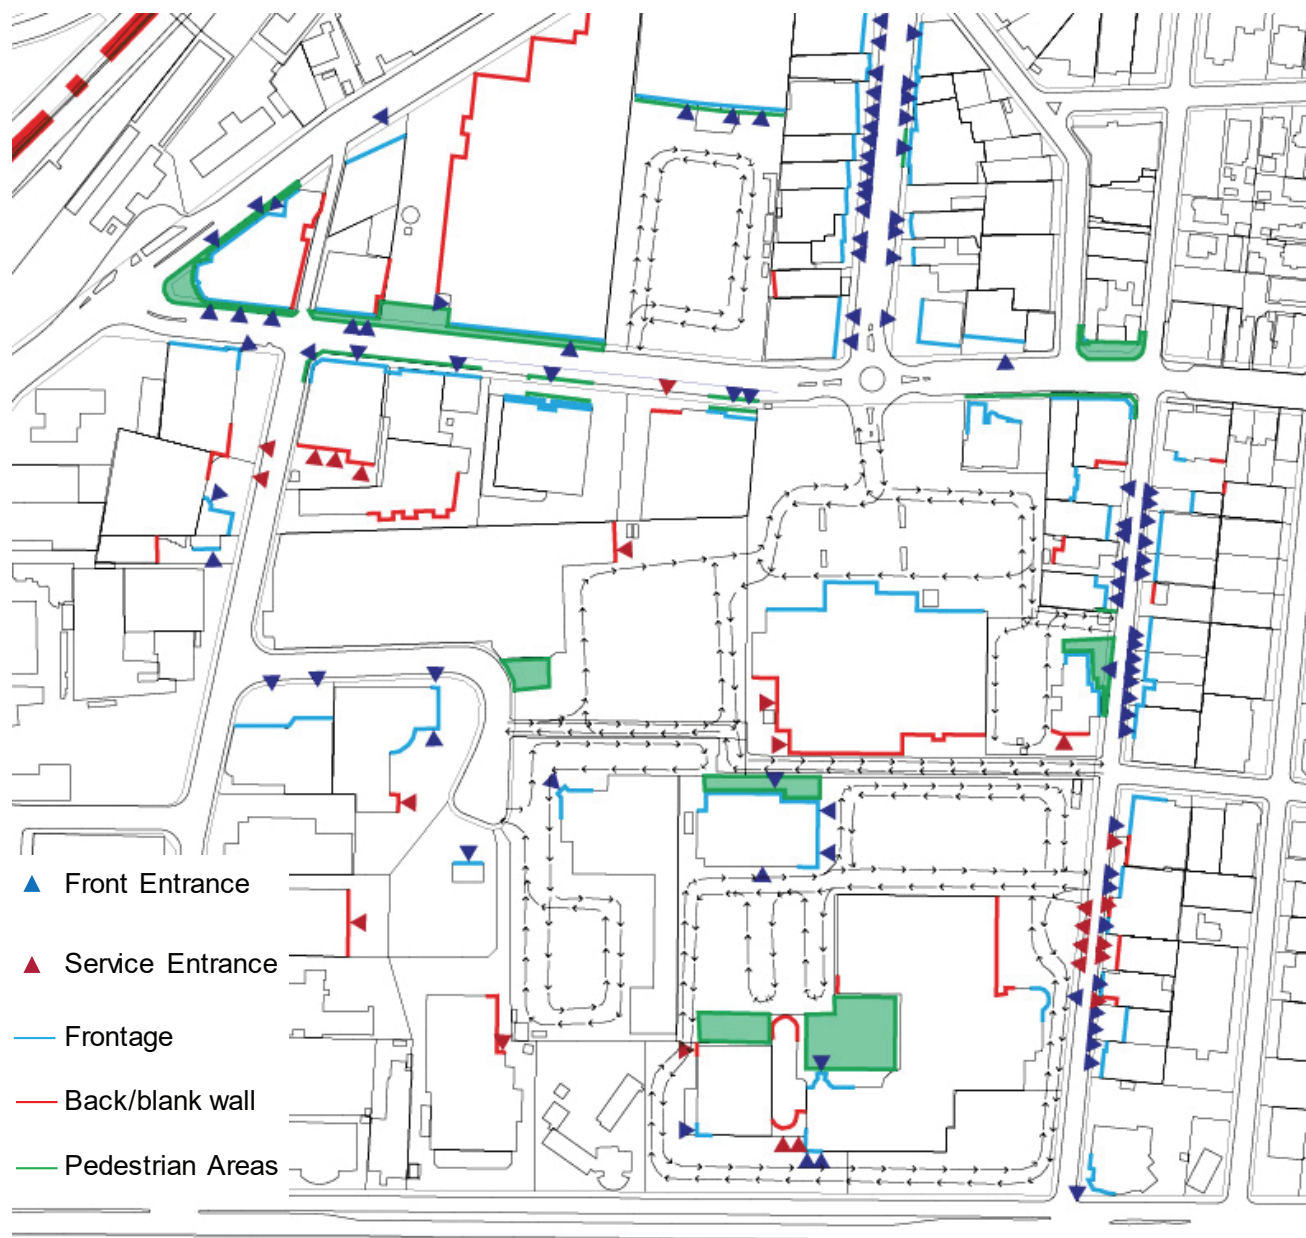 Front Entrance
Service Entrance
Frontage
Back/blank wall
Pedestrian Areas